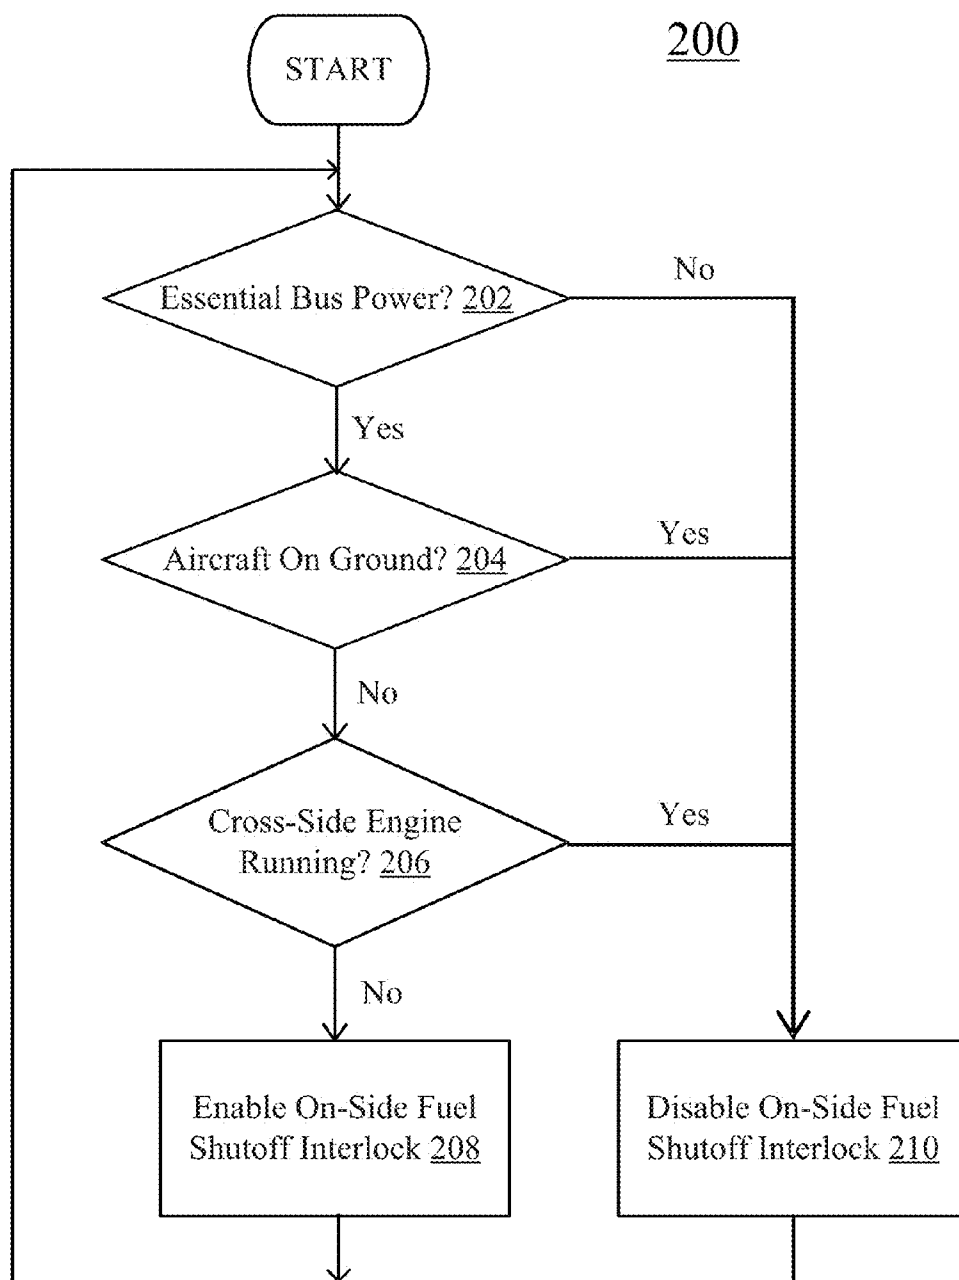 200
START
Essential Bus Power? 202
No
Yes
Aircraft On Ground? 204
Yes
No
Cross-Side Engine
Running? 206
Yes
No
Enable On-Side Fuel
Shutoff Interlock 208
Disable On-Side Fuel
Shutoff Interlock 210